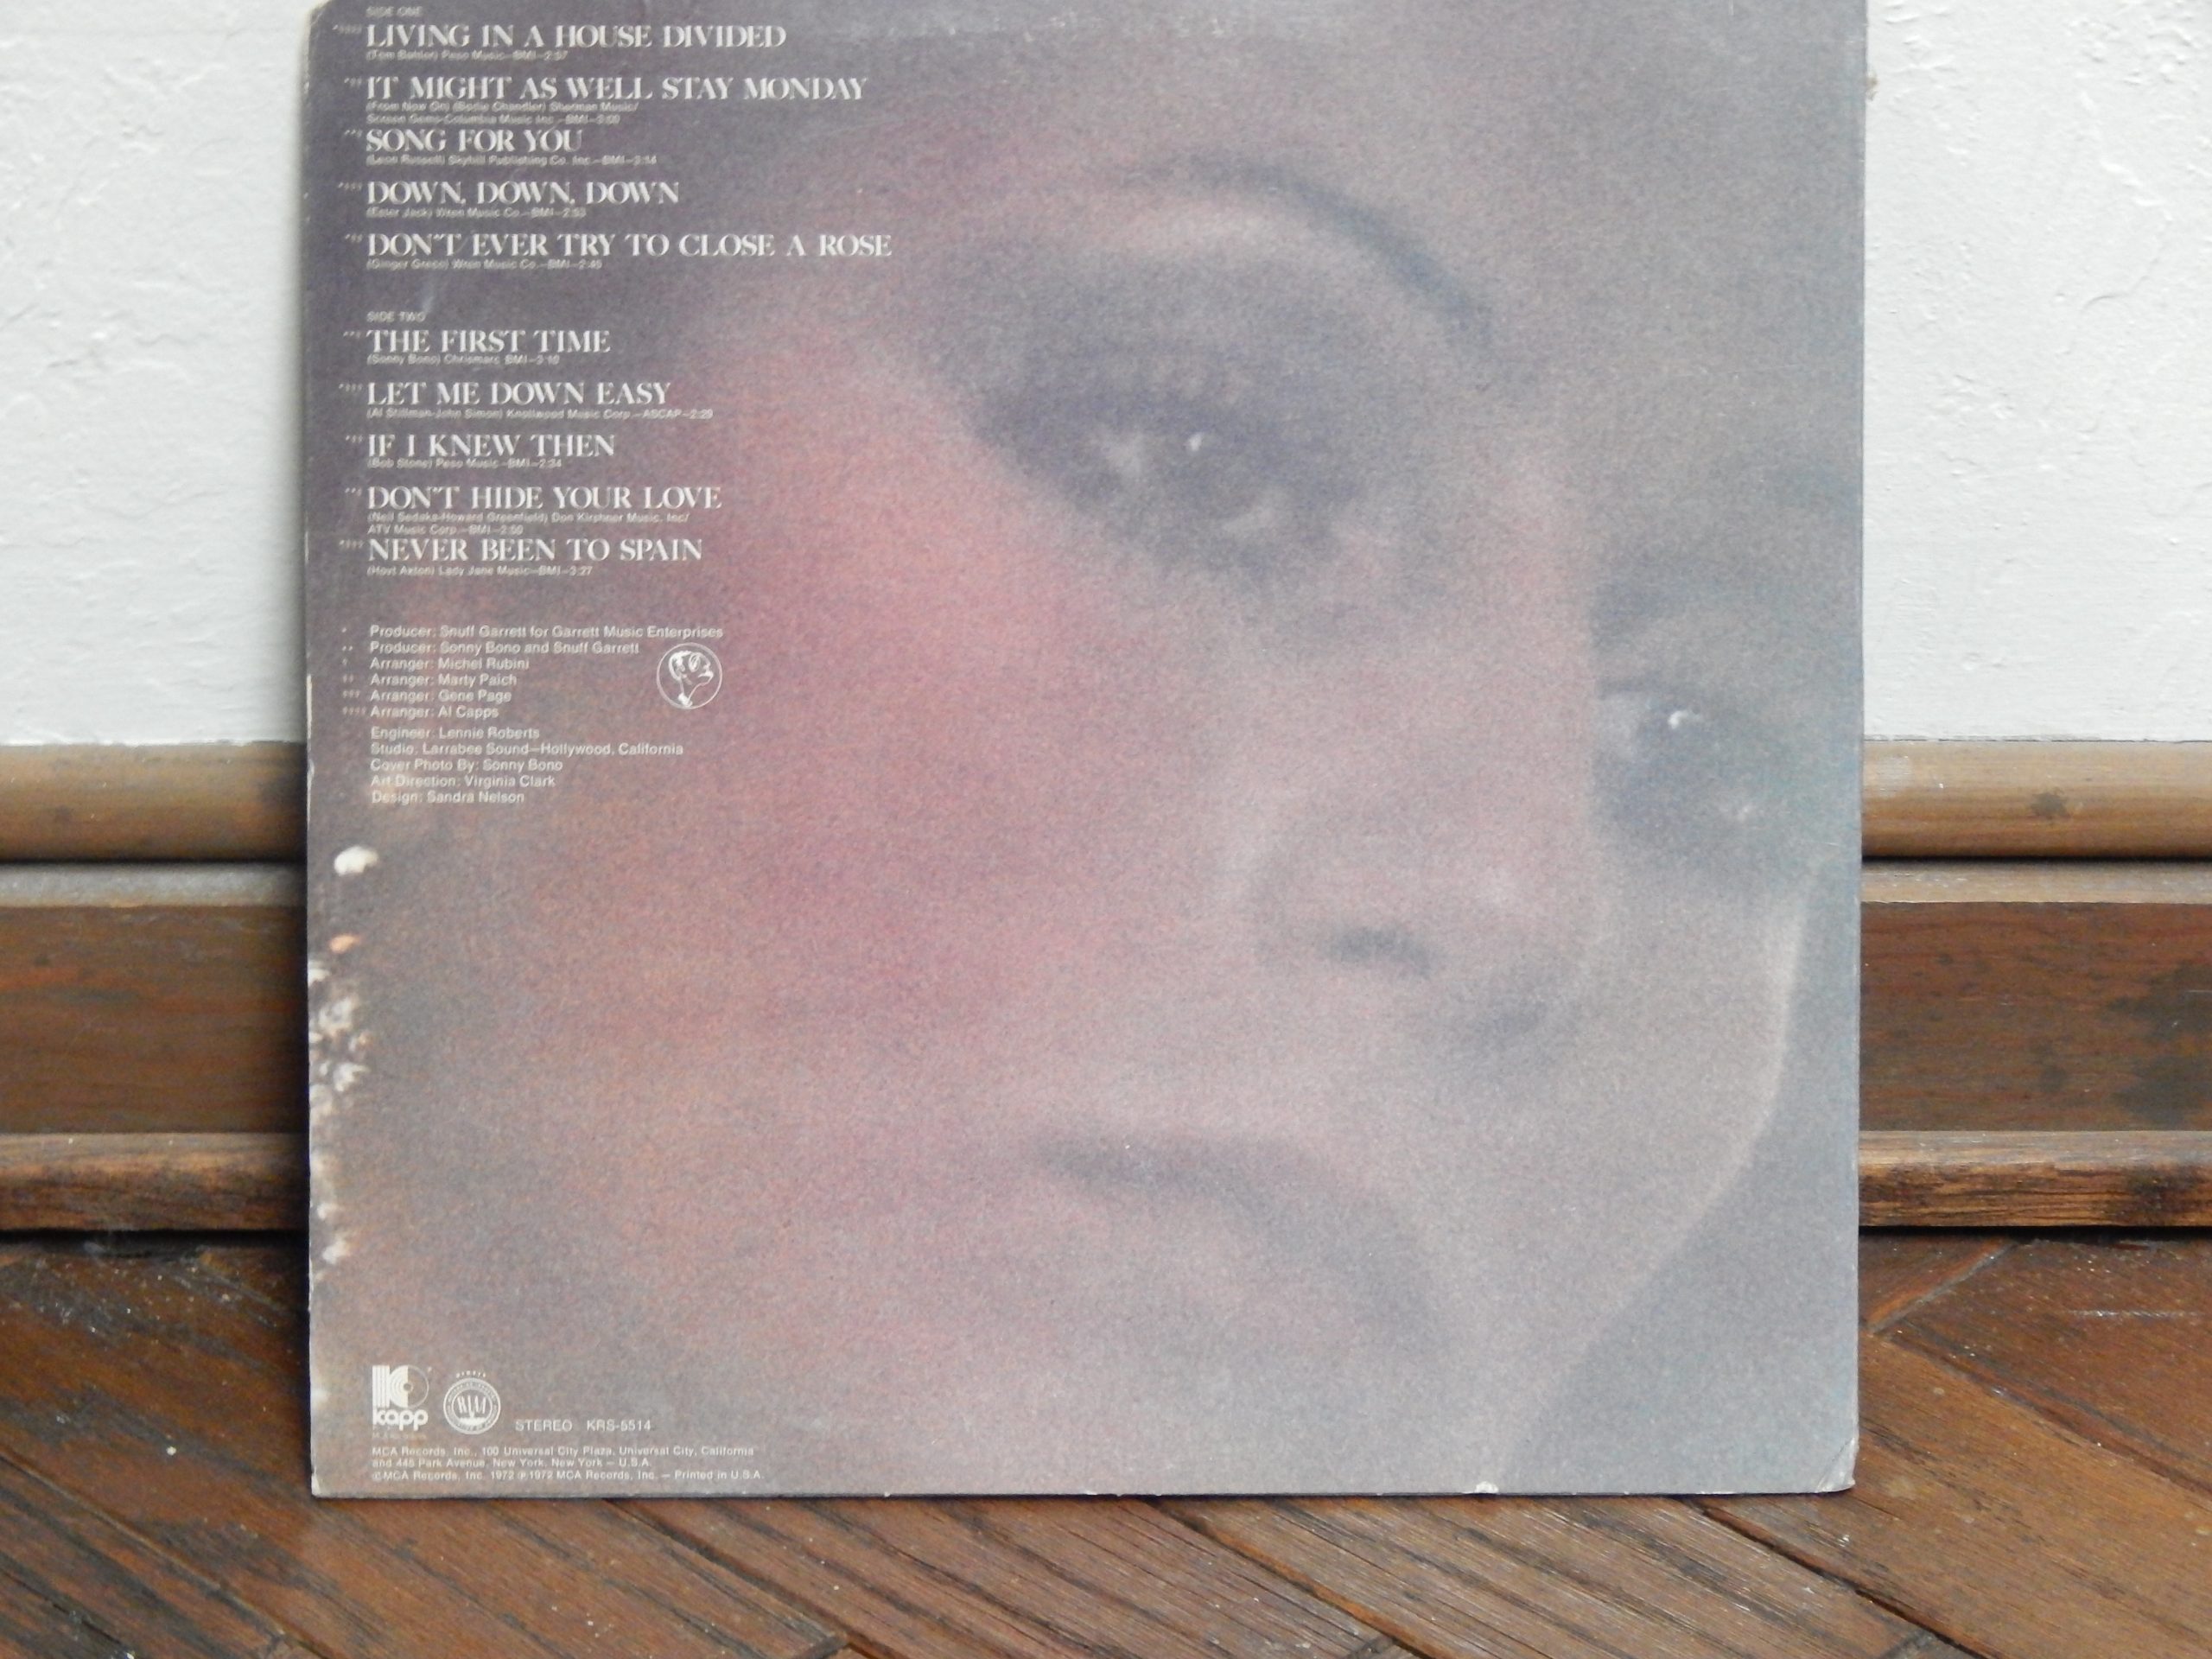 SIDE ONE
LIVING IN A HOUSE DIVIDED
(Tom Bahler) Peso Music—BMI—2:57
IT MIGHT AS WELL STAY MONDAY
(From Now On) (Bodie Chandler) Sherman Music/
Screen Gems-Columbia Music Inc.—BMI—3:00
SONG FOR YOU
(Leon Russell) Skyhill Publishing Co. Inc.—BMI—3:14
DOWN, DOWN, DOWN
(Ester Jack) Wren Music Co.—BMI—2:53
DON'T EVER TRY TO CLOSE A ROSE
(Ginger Greco) Wren Music Co.—BMI—2:45
SIDE TWO
THE FIRST TIME
(Sonny Bono) Chrismarc BMI—3:10
LET ME DOWN EASY
(Al Stillman-John Simon) Knollwood Music Corp.—ASCAP—2:29
IF I KNEW THEN
(Bob Stone) Peso Music—BMI—2:34
DON'T HIDE YOUR LOVE
(Neil Sedaka-Howard Greenfield) Don Kirshner Music, Inc/
ATV Music Corp.—BMI—2:50
NEVER BEEN TO SPAIN
(Hoyt Axton) Lady Jane Music—BMI—3:27
* Producer: Snuff Garrett for Garrett Music Enterprises
** Producer: Sonny Bono and Snuff Garrett
† Arranger: Michel Rubini
†† Arranger: Marty Paich
††† Arranger: Gene Page
†††† Arranger: Al Capps
Engineer: Lennie Roberts
Studio: Larrabee Sound—Hollywood, California
Cover Photo By: Sonny Bono
Art Direction: Virginia Clark
Design: Sandra Nelson
kapp
STEREO KRS-5514
MCA Records, Inc., 100 Universal City Plaza, Universal City, California
and 445 Park Avenue, New York, New York — U.S.A.
©MCA Records, Inc. 1972 ℗1972 MCA Records, Inc. — Printed in U.S.A.